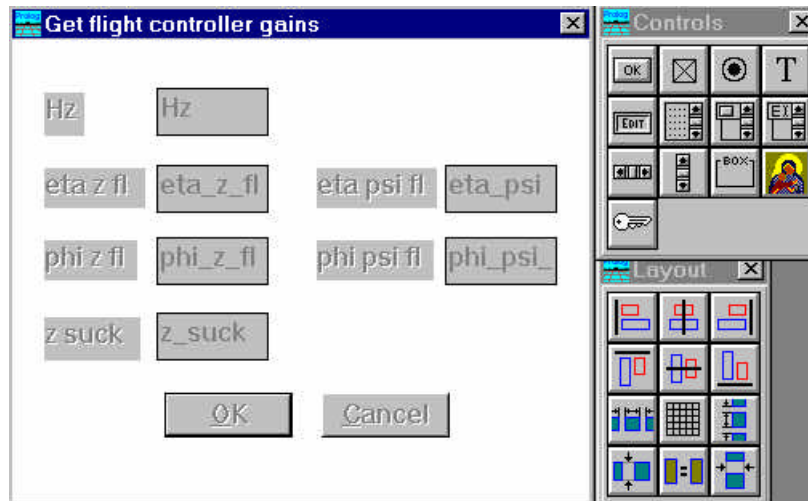 Get flight controller gains
Hz Hz
eta z fl eta_z_fl eta psi fl eta_psi
phi z fl phi_z_fl phi psi fl phi_psi_
z suck z_suck
OK Cancel
Prolog Controls
OK T
EDIT
BOX
Layout